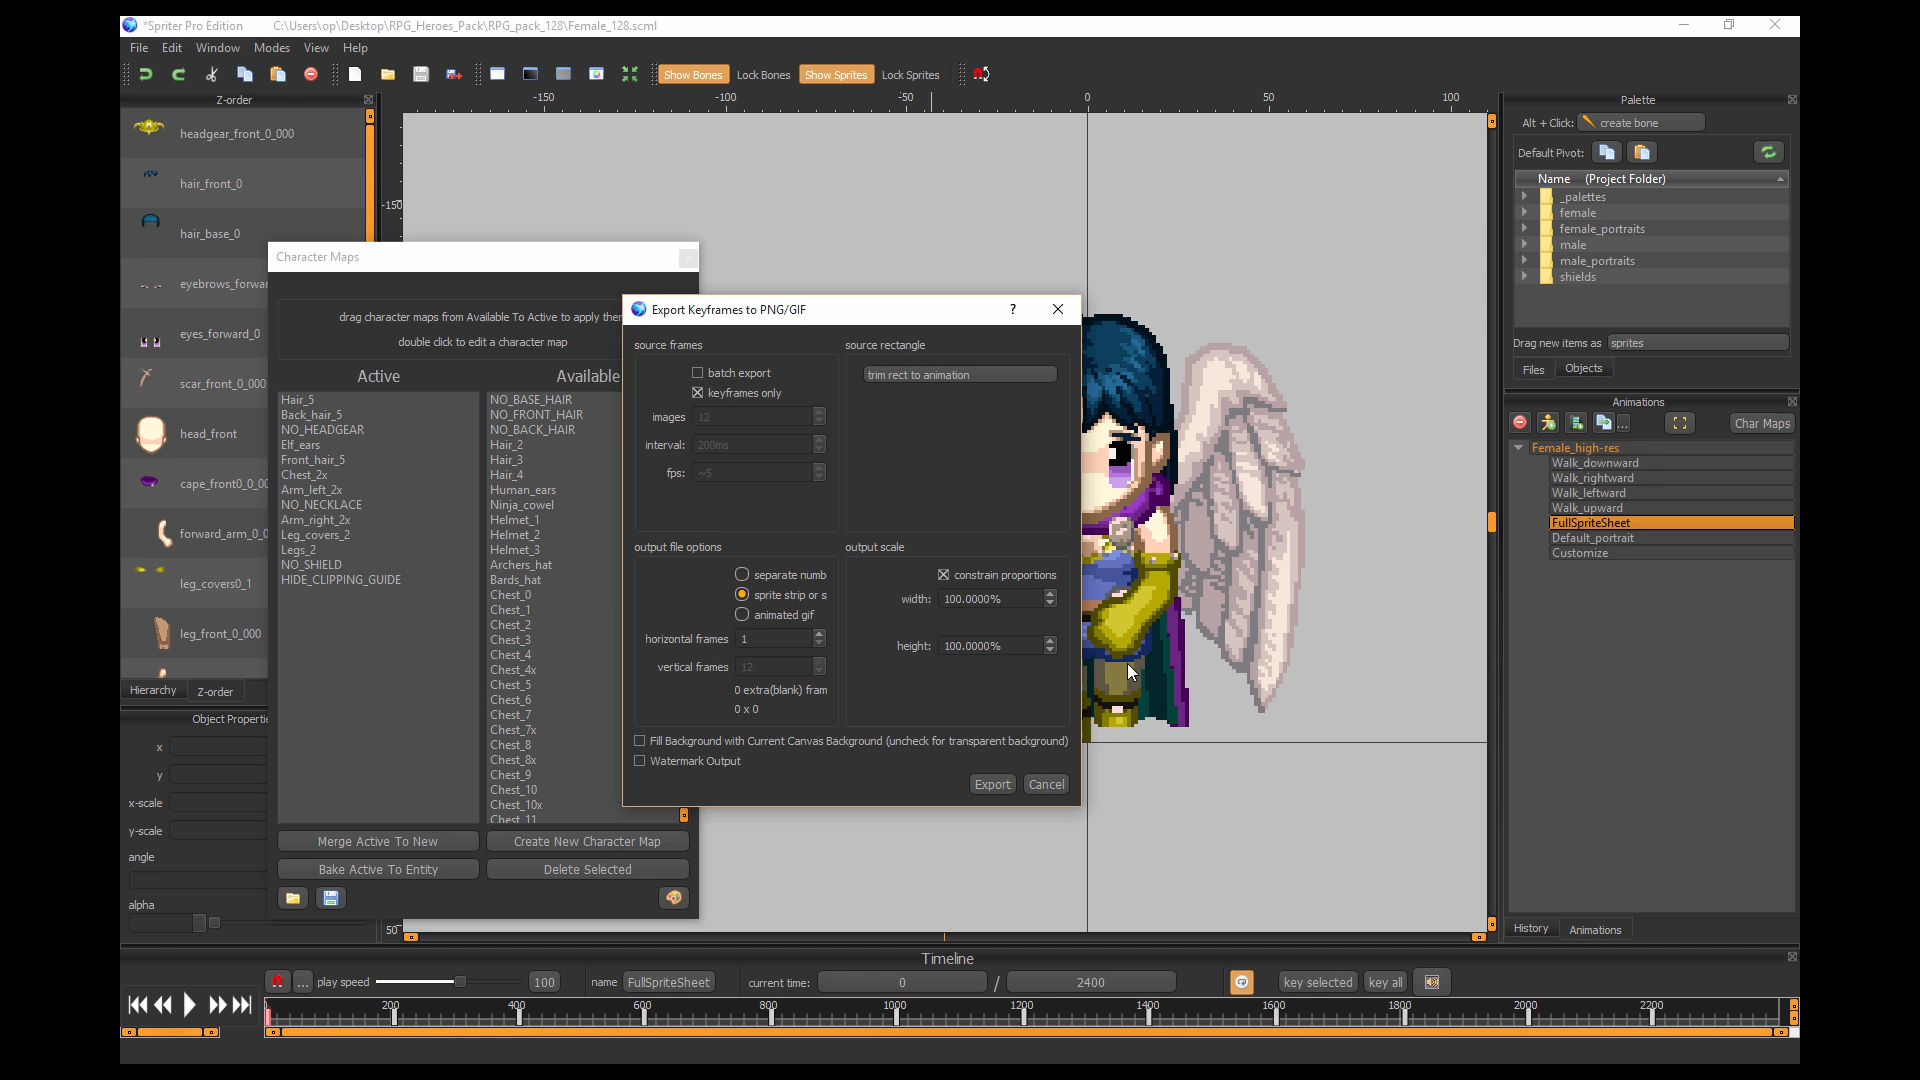 *Spriter Pro Edition C:\Users\op\Desktop\RPG_Heroes_Pack\RPG_pack_128\Female_128.scml
File Edit Window Modes View Help
Show Bones Lock Bones Show Sprites Lock Sprites
Z-order
headgear_front_0_000
hair_front_0
hair_base_0
eyebrows_forwar
eyes_forward_0
scar_front_0_000
head_front
cape_front0_0_00
forward_arm_0_0
leg_covers0_1
leg_front_0_000
Hierarchy Z-order
Object Propertie
x
y
x-scale
y-scale
angle
alpha
-150 -100 -50 0 50 100
-150
50
Character Maps
drag character maps from Available To Active to apply then
double click to edit a character map
Active
Hair_5
Back_hair_5
NO_HEADGEAR
Elf_ears
Front_hair_5
Chest_2x
Arm_left_2x
NO_NECKLACE
Arm_right_2x
Leg_covers_2
Legs_2
NO_SHIELD
HIDE_CLIPPING_GUIDE
Available
NO_BASE_HAIR
NO_FRONT_HAIR
NO_BACK_HAIR
Hair_2
Hair_3
Hair_4
Human_ears
Ninja_cowel
Helmet_1
Helmet_2
Helmet_3
Archers_hat
Bards_hat
Chest_0
Chest_1
Chest_2
Chest_3
Chest_4
Chest_4x
Chest_5
Chest_6
Chest_7
Chest_7x
Chest_8
Chest_8x
Chest_9
Chest_10
Chest_10x
Chest_11
Merge Active To New Create New Character Map
Bake Active To Entity Delete Selected
Export Keyframes to PNG/GIF ?
source frames
batch export
keyframes only
images 12
interval: 200ms
fps: ~5
source rectangle
trim rect to animation
output file options
separate numb
sprite strip or s
animated gif
horizontal frames 1
vertical frames 12
0 extra(blank) fram
0 x 0
output scale
constrain proportions
width: 100.0000%
height: 100.0000%
Fill Background with Current Canvas Background (uncheck for transparent background)
Watermark Output
Export Cancel
Palette
Alt + Click: create bone
Default Pivot:
Name (Project Folder)
_palettes
female
female_portraits
male
male_portraits
shields
Drag new items as sprites
Files Objects
Animations
... Char Maps
Female_high-res
Walk_downward
Walk_rightward
Walk_leftward
Walk_upward
FullSpriteSheet
Default_portrait
Customize
History Animations
Timeline
... play speed 100 name FullSpriteSheet current time: 0 / 2400 key selected key all
200 400 600 800 1000 1200 1400 1600 1800 2000 2200